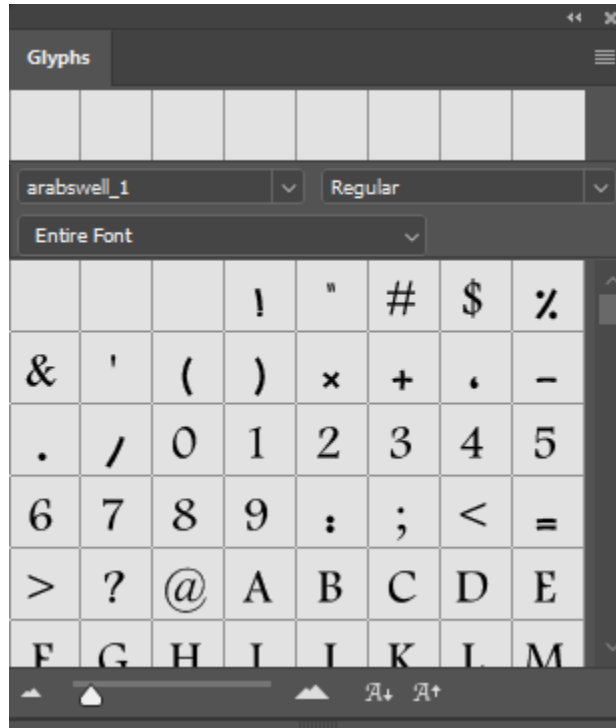 Glyphs
arabswell_1 Regular
Entire Font
! " # $ ٪
& ' ( ) × + ، −
. / 0 1 2 3 4 5
6 7 8 9 : ; < =
> ? @ A B C D E
F G H I J K L M